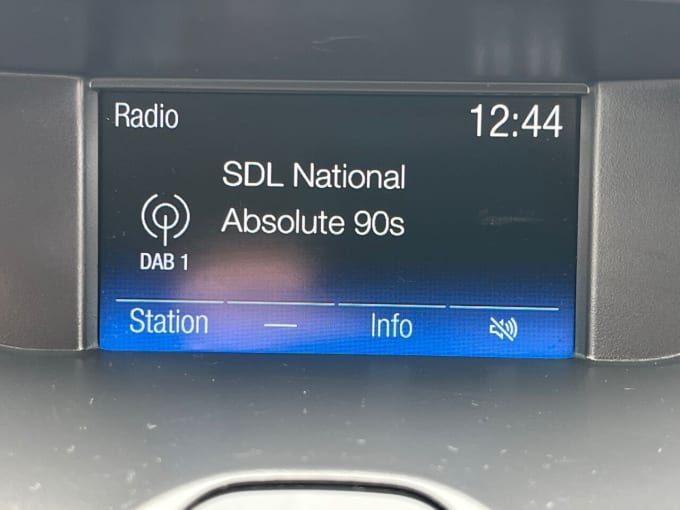 Radio 12:44
SDL National
Absolute 90s
DAB 1
Station — Info